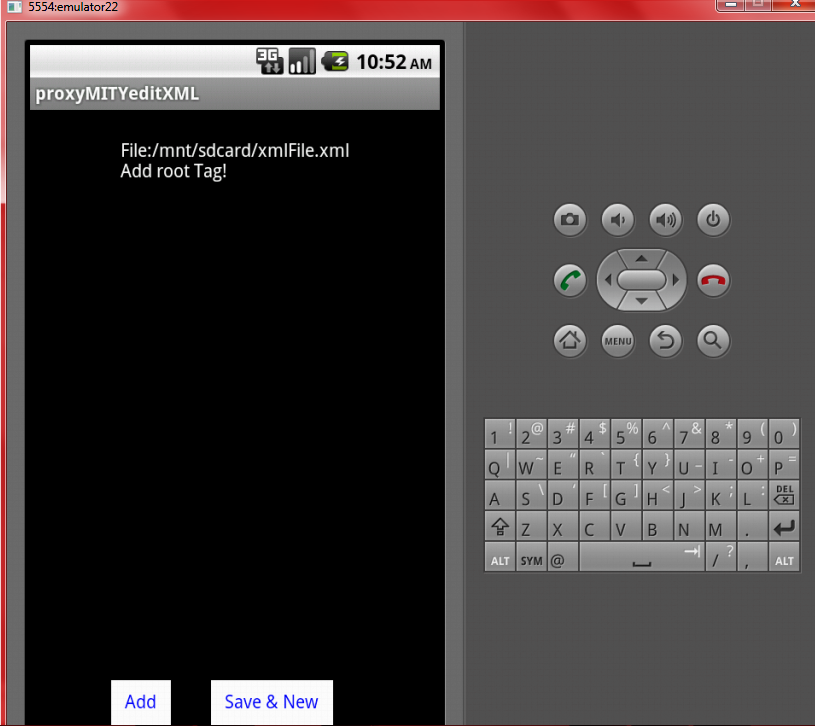 5554:emulator22
3G 10:52 AM
proxyMITYeditXML
File:/mnt/sdcard/xmlFile.xml
Add root Tag!
MENU
1 ! 2 @ 3 # 4 $ 5 % 6 ^ 7 & 8 * 9 ( 0 )
Q | W ~ E " R ` T { Y } U _ I - O + P =
A S \ D ' F [ G ] H < J > K ; L : DEL
Z X C V B N M .
ALT SYM @ / ? , ALT
Add Save & New